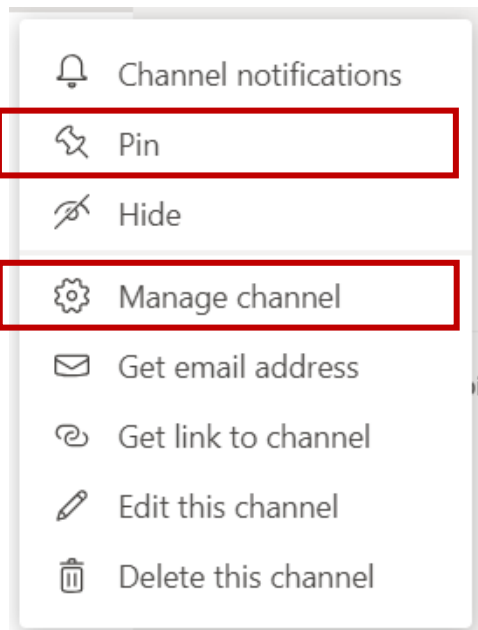 Channel notifications
Pin
Hide
Manage channel
Get email address
Get link to channel
Edit this channel
Delete this channel